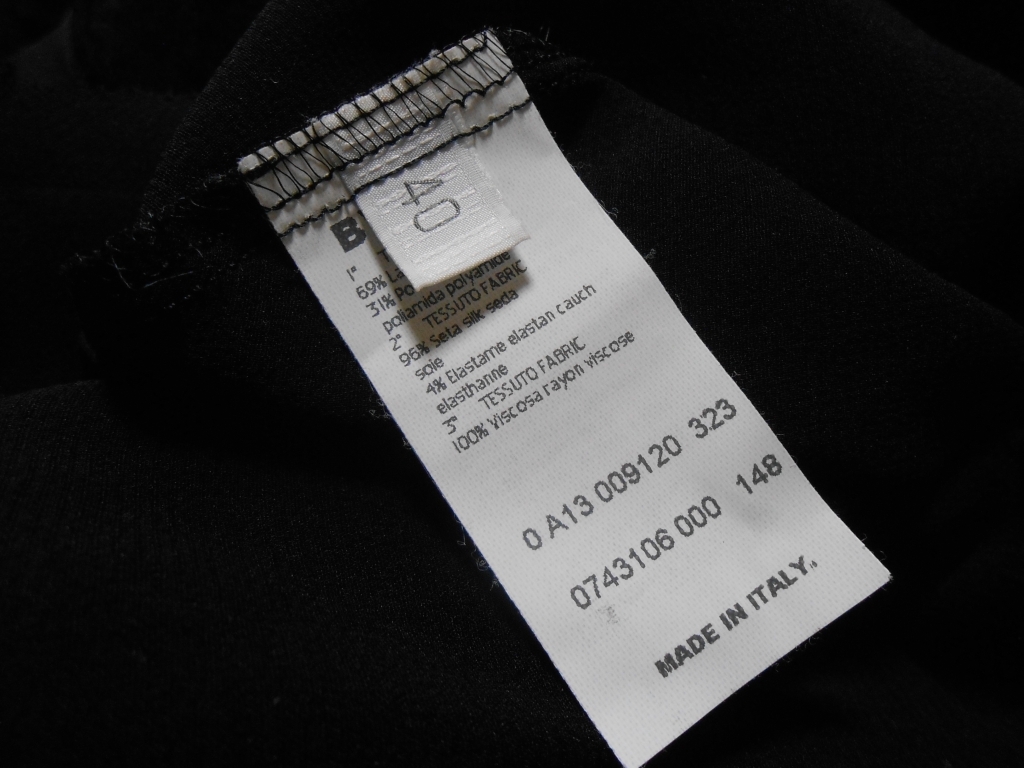 40
B
1°
69% La
31% Po
poliamida polyamide
2° TESSUTO FABRIC
96% Seta silk seda
soie
4% Elastame elastan cauch
elasthanne
3° TESSUTO FABRIC
100% Viscosa rayon viscose
0 A13 009120 323
0743106 000 148
MADE IN ITALY..